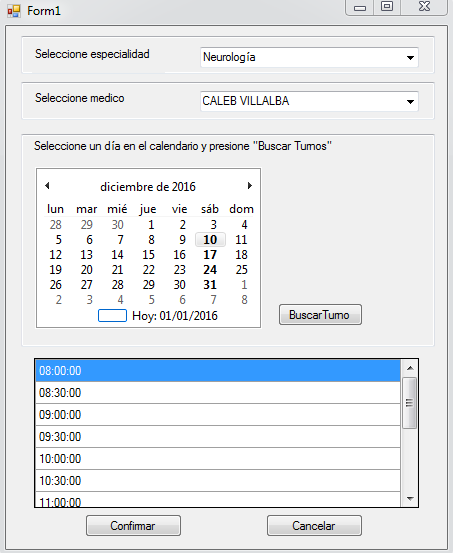 Form1
Seleccione especialidad Neurología
Seleccione medico CALEB VILLALBA
Seleccione un día en el calendario y presione "Buscar Turnos"
diciembre de 2016
lun mar mié jue vie sáb dom
28 29 30 1 2 3 4
5 6 7 8 9 10 11
12 13 14 15 16 17 18
19 20 21 22 23 24 25
26 27 28 29 30 31 1
2 3 4 5 6 7 8
Hoy: 01/01/2016
BuscarTurno
08:00:00
08:30:00
09:00:00
09:30:00
10:00:00
10:30:00
11:00:00
Confirmar Cancelar